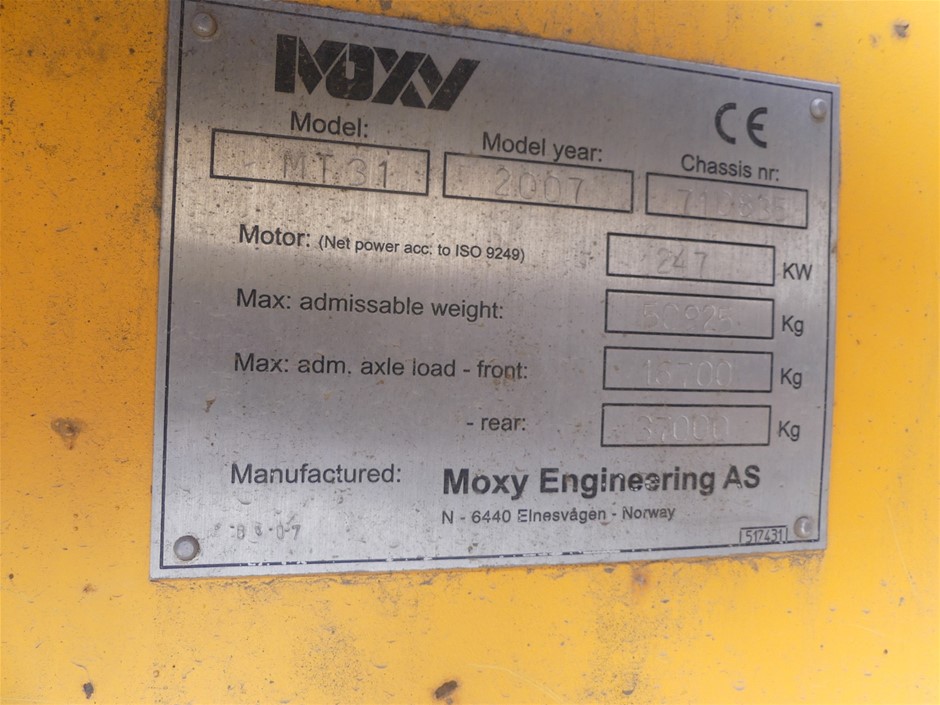 MOXY
CE
Model: Model year: Chassis nr:
MT31 2007
Motor: (Net power acc. to ISO 9249) 247 KW
Max: admissable weight: 50925 Kg
Max: adm. axle load - front: Kg
- rear: 37000 Kg
Manufactured: Moxy Engineering AS
N - 6440 Elnesvågen - Norway
517431